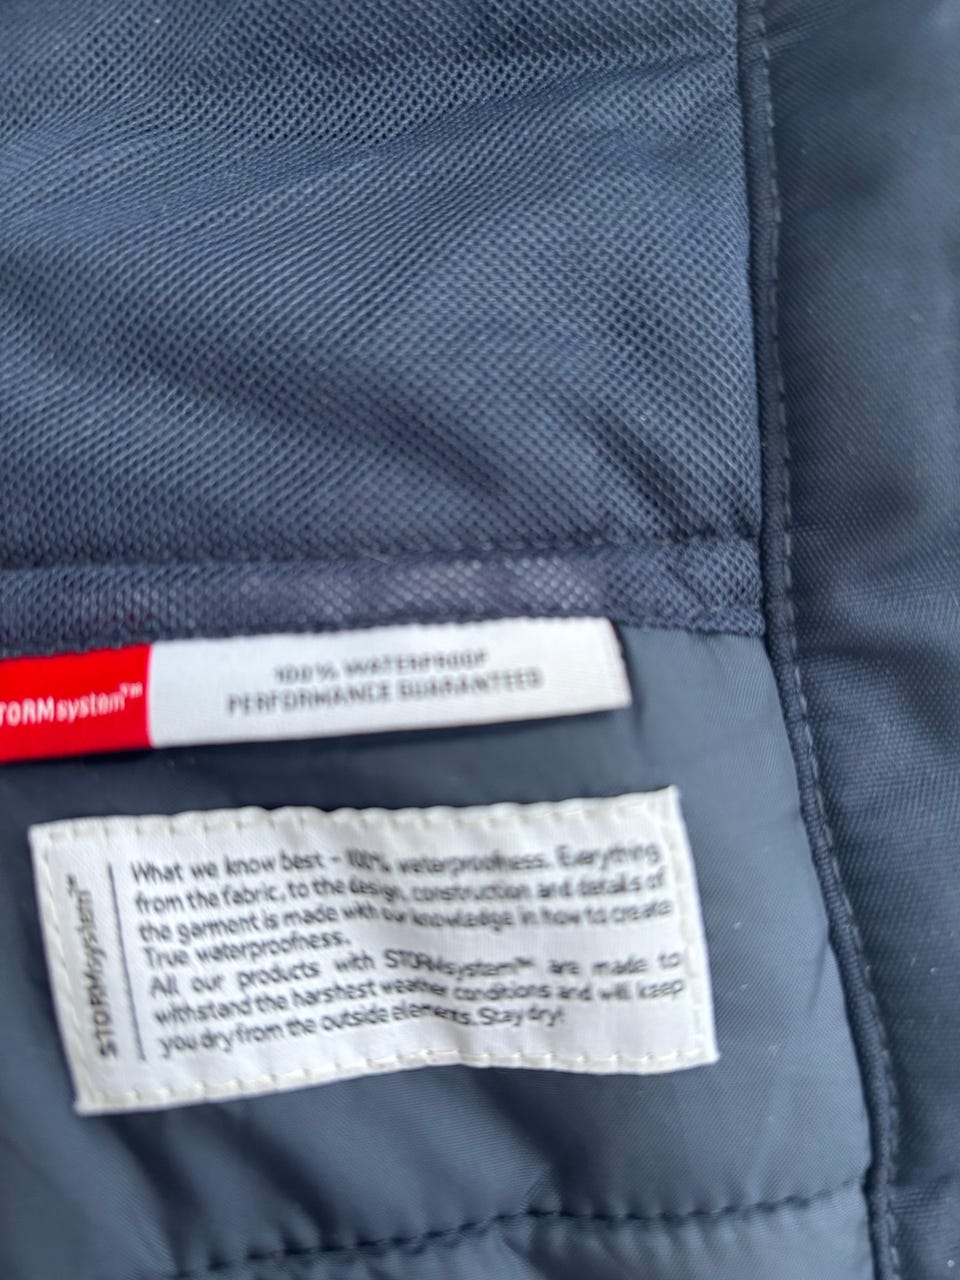 TORMsystem™
100% WATERPROOF
PERFORMANCE GUARANTEED
STORMsystem™
What we know best - 100% waterproofness. Everything
from the fabric, to the design, construction and details of
the garment is made with our knowledge in how to create
True waterproofness.
All our products with STORMsystem™ are made to
withstand the harshest weather conditions and will keep
you dry from the outside elements. Stay dry!